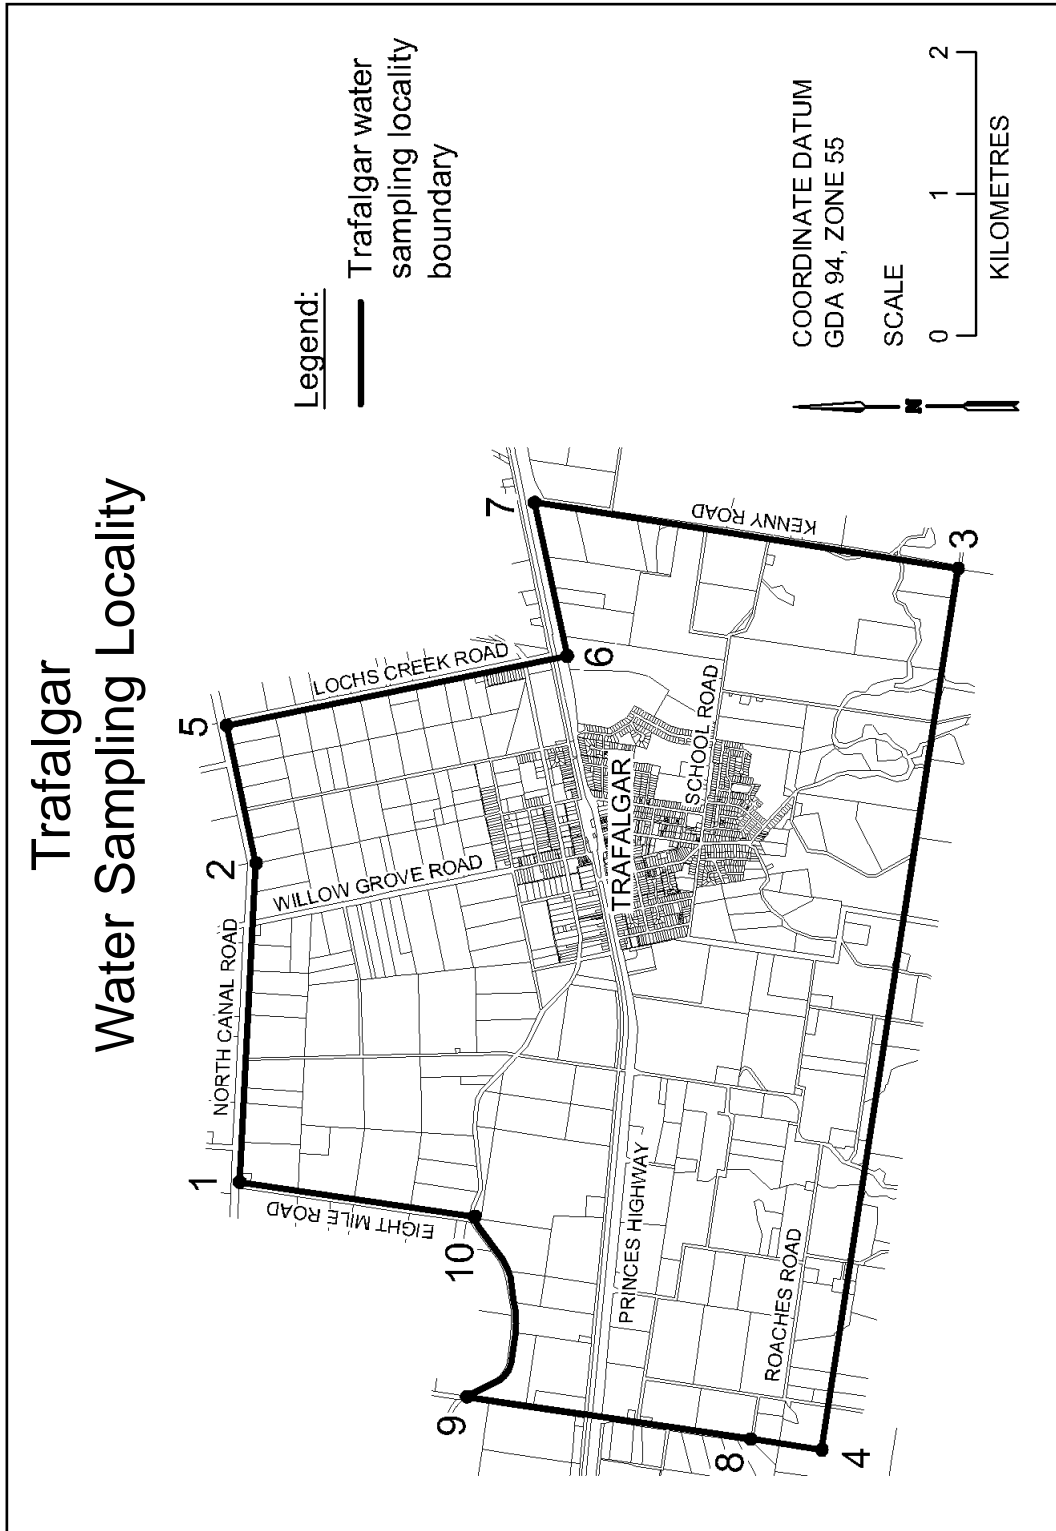 Trafalgar
Water Sampling Locality
Legend:
Trafalgar water
sampling locality
boundary
1
NORTH CANAL ROAD
2
5
EIGHT MILE ROAD
WILLOW GROVE ROAD
LOCHS CREEK ROAD
9
10
6
7
TRAFALGAR
PRINCES HIGHWAY
SCHOOL ROAD
KENNY ROAD
8
ROACHES ROAD
4
3
COORDINATE DATUM
GDA 94, ZONE 55
SCALE
0 1 2
KILOMETRES
N